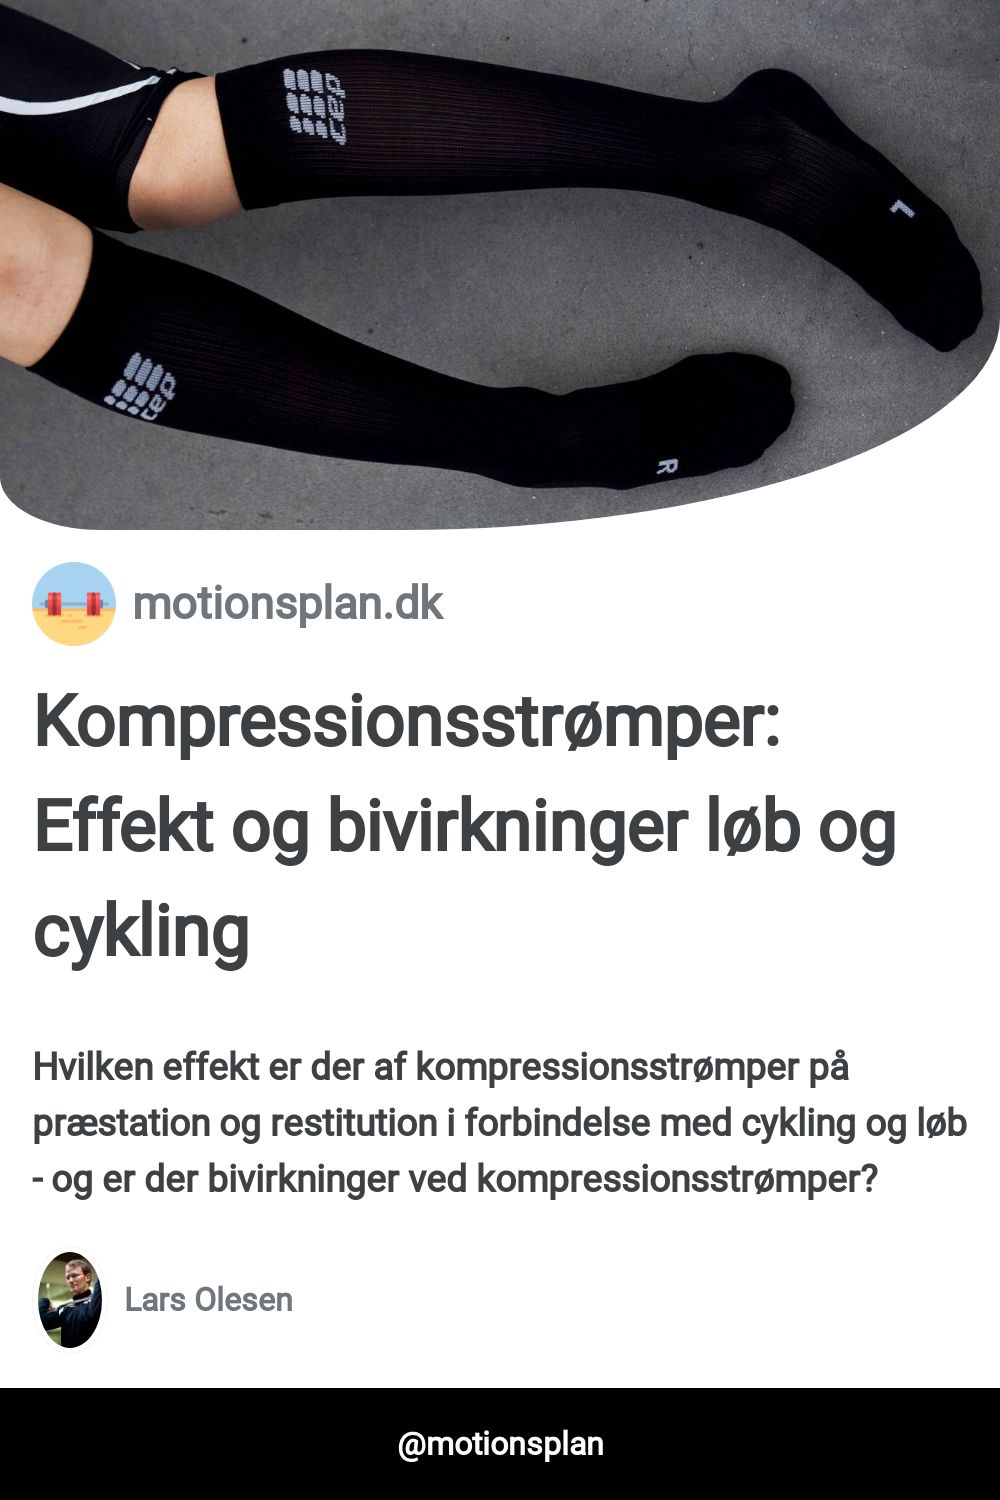 cep
L
cep
R
motionsplan.dk
Kompressionsstrømper:
Effekt og bivirkninger løb og
cykling
Hvilken effekt er der af kompressionsstrømper på
præstation og restitution i forbindelse med cykling og løb
- og er der bivirkninger ved kompressionsstrømper?
Lars Olesen
@motionsplan